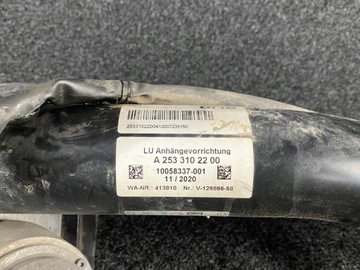 LU Anhängevorrichtung
A 253 310 22 00
10058337-001
11 / 2020
WA-NR.: 413810 Nr.: V-126866-58